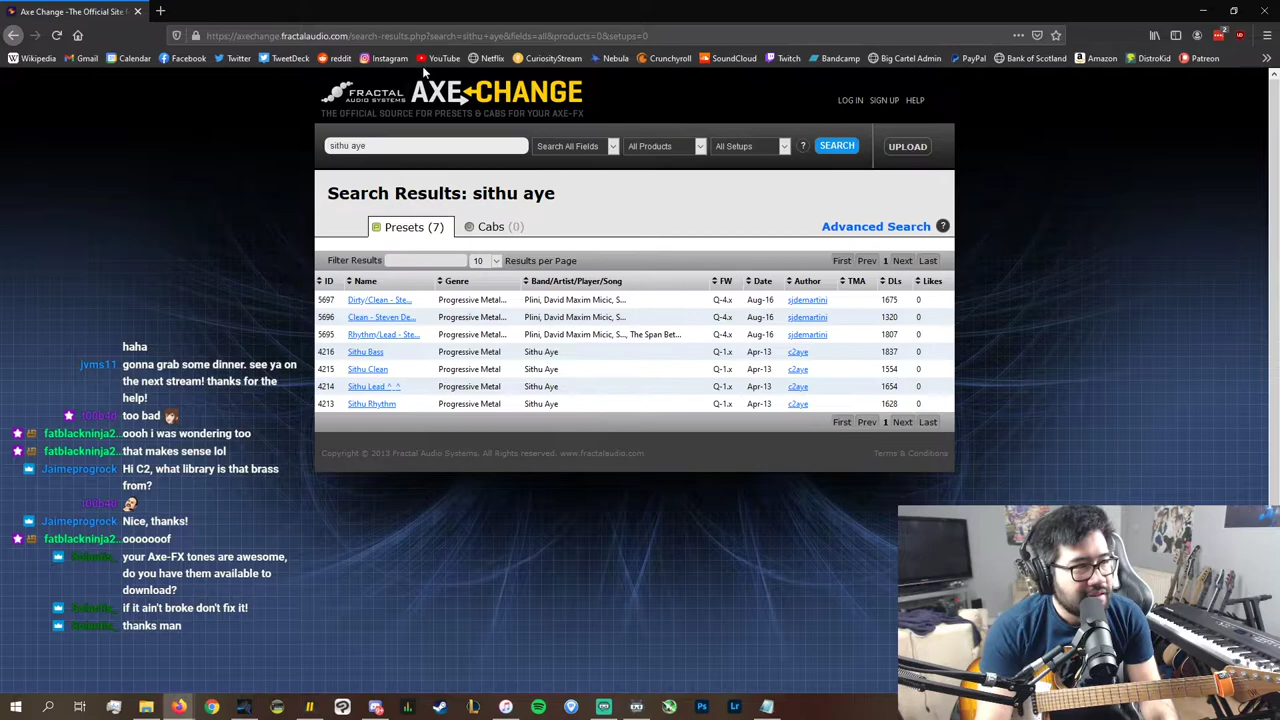 Axe Change - The Official Site f
https://axechange.fractalaudio.com/search-results.php?search=sithu+aye&fields=all&products=0&setups=0
Wikipedia Gmail Calendar Facebook Twitter TweetDeck reddit Instagram YouTube Netflix CuriosityStream Nebula Crunchyroll SoundCloud Twitch Bandcamp Big Cartel Admin PayPal Bank of Scotland Amazon DistroKid Patreon
FRACTAL AUDIO SYSTEMS AXE CHANGE
THE OFFICIAL SOURCE FOR PRESETS & CABS FOR YOUR AXE-FX
LOG IN SIGN UP HELP
sithu aye Search All Fields All Products All Setups ? SEARCH UPLOAD
Search Results: sithu aye
Presets (7) Cabs (0) Advanced Search ?
Filter Results 10 Results per Page First Prev 1 Next Last
ID Name Genre Band/Artist/Player/Song FW Date Author TMA DLs Likes
5697 Dirty/Clean - Ste... Progressive Metal... Plini, David Maxim Micic, S... Q-4.x Aug-16 sjdemartini 1675 0
5696 Clean - Steven De... Progressive Metal... Plini, David Maxim Micic, S... Q-4.x Aug-16 sjdemartini 1320 0
5695 Rhythm/Lead - Ste... Progressive Metal... Plini, David Maxim Micic, S..., The Span Bet... Q-4.x Aug-16 sjdemartini 1807 0
4216 Sithu Bass Progressive Metal Sithu Aye Q-1.x Apr-13 c2aye 1837 0
4215 Sithu Clean Progressive Metal Sithu Aye Q-1.x Apr-13 c2aye 1554 0
4214 Sithu Lead ^_^ Progressive Metal Sithu Aye Q-1.x Apr-13 c2aye 1654 0
4213 Sithu Rhythm Progressive Metal Sithu Aye Q-1.x Apr-13 c2aye 1628 0
First Prev 1 Next Last
Copyright © 2013 Fractal Audio Systems. All Rights reserved. www.fractalaudio.com Terms & Conditions
haha
jvms11 gonna grab some dinner. see ya
on the next stream! thanks for the
help!
too bad
fatblackninja2... oooh i was wondering too
fatblackninja2... that makes sense lol
Jaimeprogrock Hi C2, what library is that brass
from?
Jaimeprogrock Nice, thanks!
fatblackninja2... ooooooof
your Axe-FX tones are awesome,
do you have them available to
download?
if it ain't broke don't fix it!
thanks man